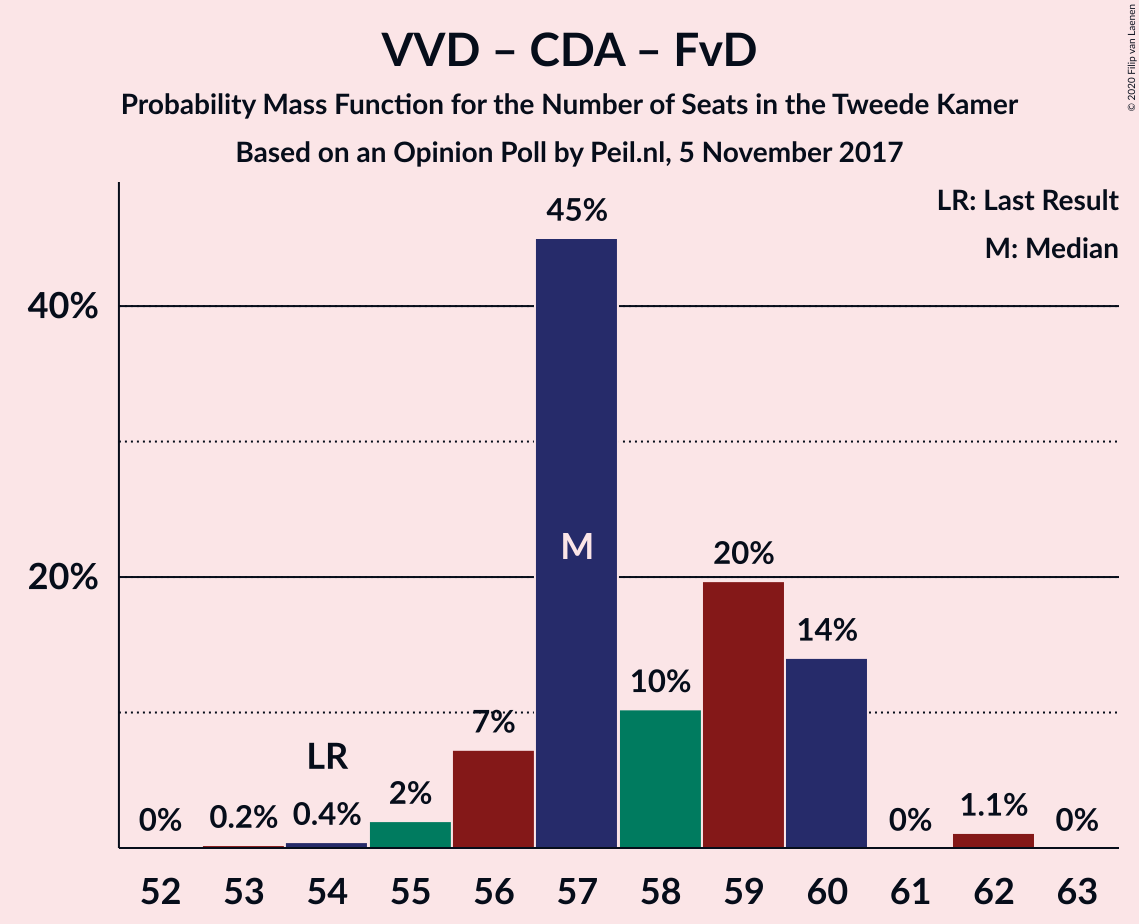 VVD – CDA – FvD
Probability Mass Function for the Number of Seats in the Tweede Kamer
Based on an Opinion Poll by Peil.nl, 5 November 2017
© 2020 Filip van Laenen
LR: Last Result
M: Median
40%
20%
0%
0.2%
0.4%
LR
2%
7%
45%
M
10%
20%
14%
0%
1.1%
0%
52 53 54 55 56 57 58 59 60 61 62 63